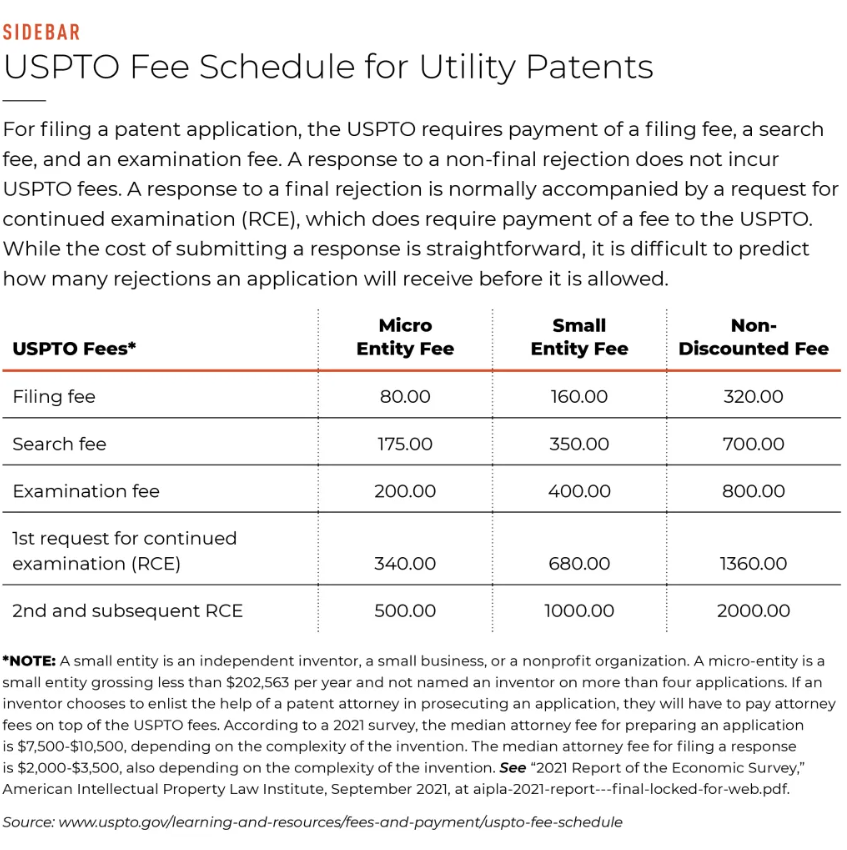 SIDEBAR
USPTO Fee Schedule for Utility Patents
For filing a patent application, the USPTO requires payment of a filing fee, a search
fee, and an examination fee. A response to a non-final rejection does not incur
USPTO fees. A response to a final rejection is normally accompanied by a request for
continued examination (RCE), which does require payment of a fee to the USPTO.
While the cost of submitting a response is straightforward, it is difficult to predict
how many rejections an application will receive before it is allowed.
USPTO Fees* Micro Entity Fee Small Entity Fee Non-Discounted Fee
Filing fee 80.00 160.00 320.00
Search fee 175.00 350.00 700.00
Examination fee 200.00 400.00 800.00
1st request for continued
examination (RCE) 340.00 680.00 1360.00
2nd and subsequent RCE 500.00 1000.00 2000.00
*NOTE: A small entity is an independent inventor, a small business, or a nonprofit organization. A micro-entity is a
small entity grossing less than $202,563 per year and not named an inventor on more than four applications. If an
inventor chooses to enlist the help of a patent attorney in prosecuting an application, they will have to pay attorney
fees on top of the USPTO fees. According to a 2021 survey, the median attorney fee for preparing an application
is $7,500-$10,500, depending on the complexity of the invention. The median attorney fee for filing a response
is $2,000-$3,500, also depending on the complexity of the invention. See “2021 Report of the Economic Survey,”
American Intellectual Property Law Institute, September 2021, at aipla-2021-report---final-locked-for-web.pdf.
Source: www.uspto.gov/learning-and-resources/fees-and-payment/uspto-fee-schedule